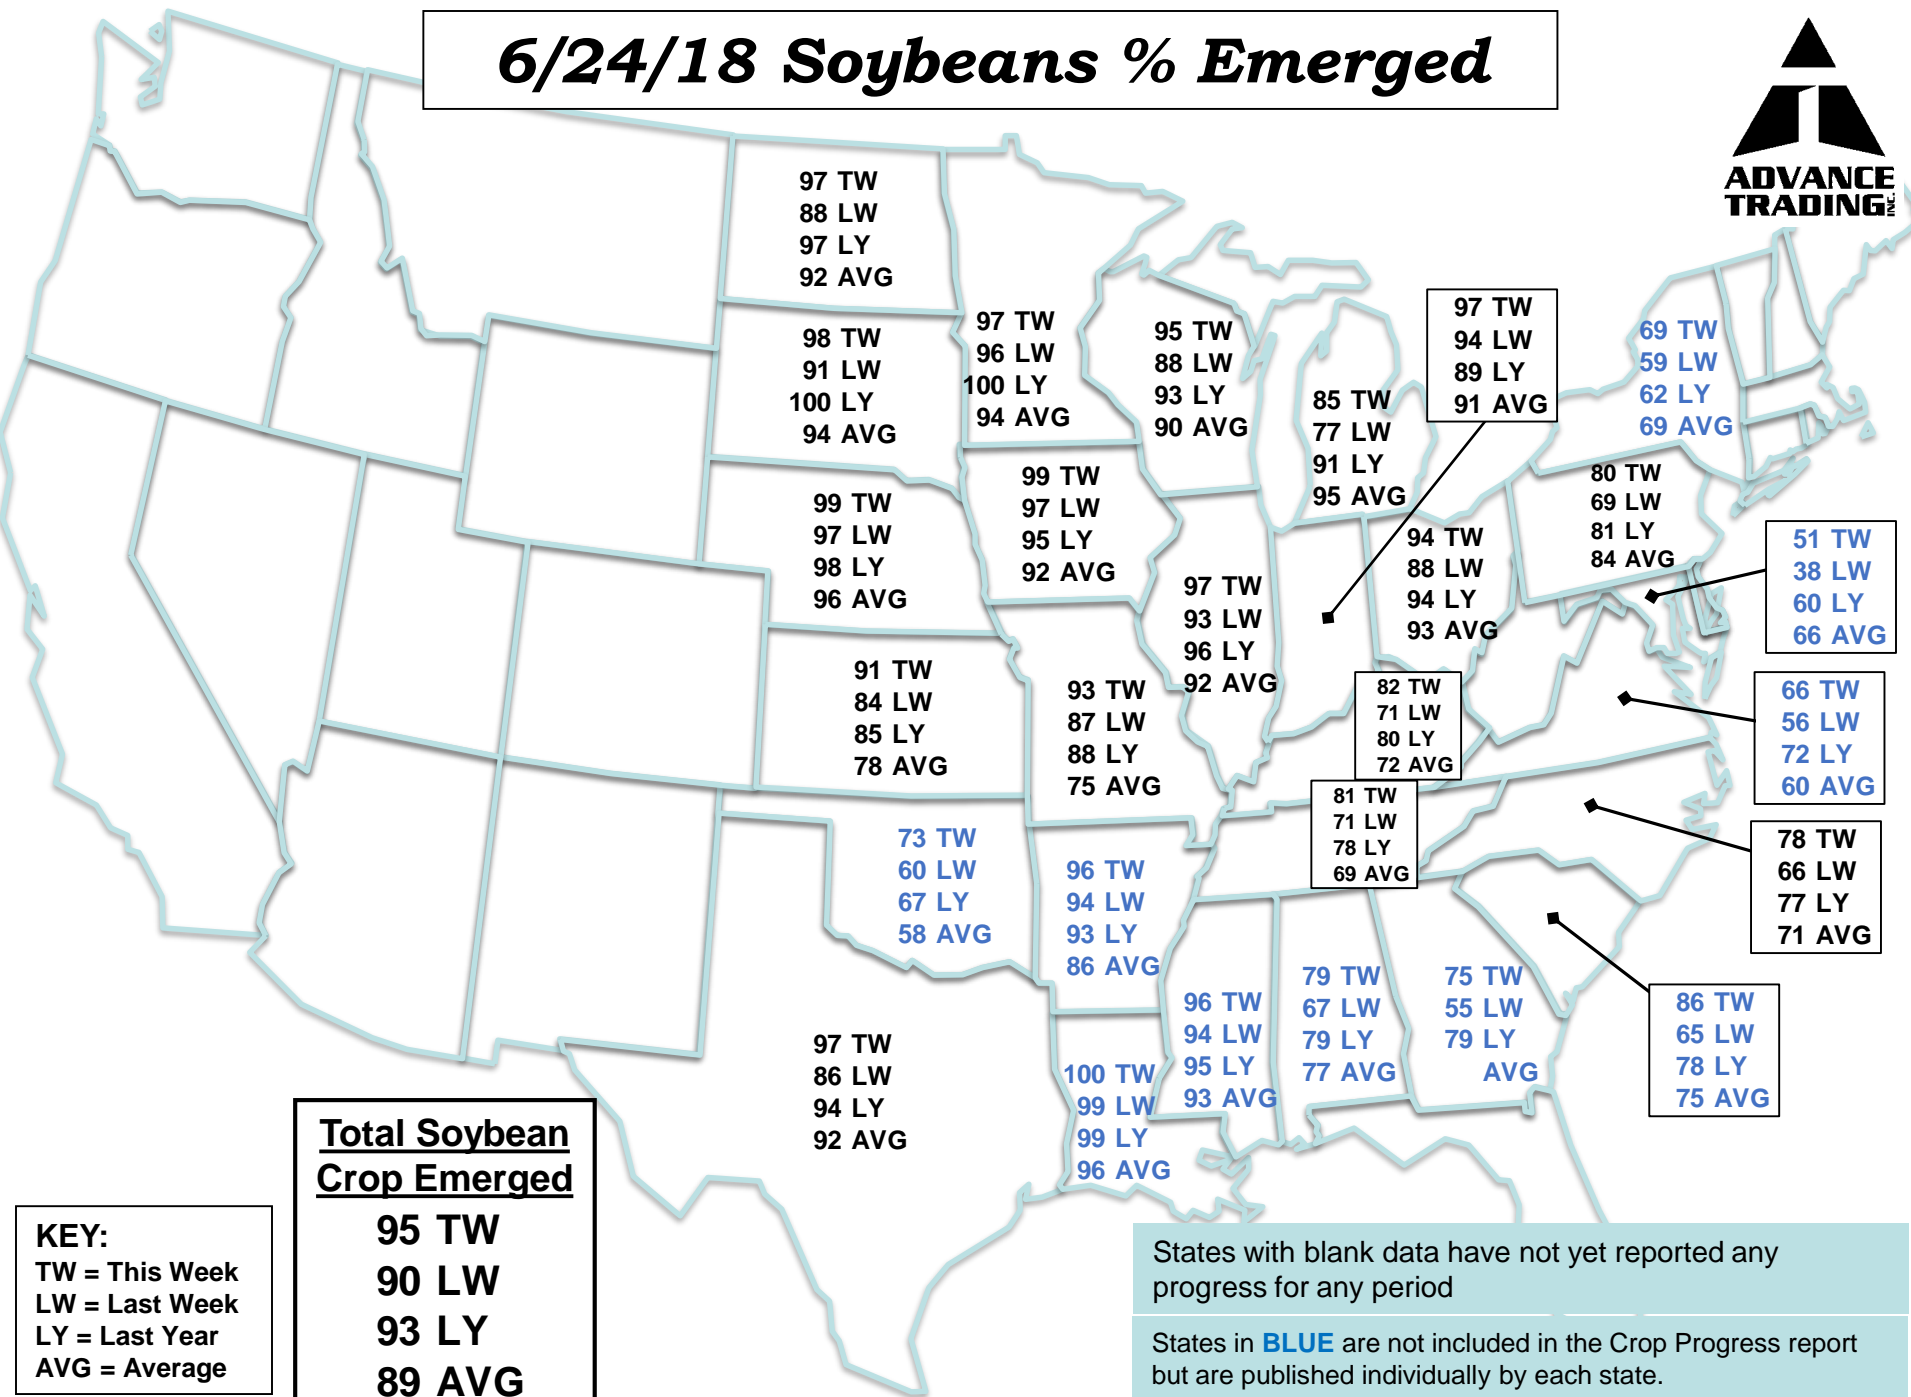 6/24/18 Soybeans % Emerged
ADVANCE
TRADING INC.
97 TW
88 LW
97 LY
92 AVG
98 TW
91 LW
100 LY
94 AVG
97 TW
96 LW
100 LY
94 AVG
95 TW
88 LW
93 LY
90 AVG
85 TW
77 LW
91 LY
95 AVG
97 TW
94 LW
89 LY
91 AVG
69 TW
59 LW
62 LY
69 AVG
99 TW
97 LW
98 LY
96 AVG
99 TW
97 LW
95 LY
92 AVG
97 TW
93 LW
96 LY
92 AVG
94 TW
88 LW
94 LY
93 AVG
80 TW
69 LW
81 LY
84 AVG
51 TW
38 LW
60 LY
66 AVG
91 TW
84 LW
85 LY
78 AVG
93 TW
87 LW
88 LY
75 AVG
82 TW
71 LW
80 LY
72 AVG
66 TW
56 LW
72 LY
60 AVG
81 TW
71 LW
78 LY
69 AVG
78 TW
66 LW
77 LY
71 AVG
73 TW
60 LW
67 LY
58 AVG
96 TW
94 LW
93 LY
86 AVG
97 TW
86 LW
94 LY
92 AVG
100 TW
99 LW
99 LY
96 AVG
96 TW
94 LW
95 LY
93 AVG
79 TW
67 LW
79 LY
77 AVG
75 TW
55 LW
79 LY
AVG
86 TW
65 LW
78 LY
75 AVG
Total Soybean
Crop Emerged
95 TW
90 LW
93 LY
89 AVG
KEY:
TW = This Week
LW = Last Week
LY = Last Year
AVG = Average
States with blank data have not yet reported any
progress for any period
States in BLUE are not included in the Crop Progress report
but are published individually by each state.